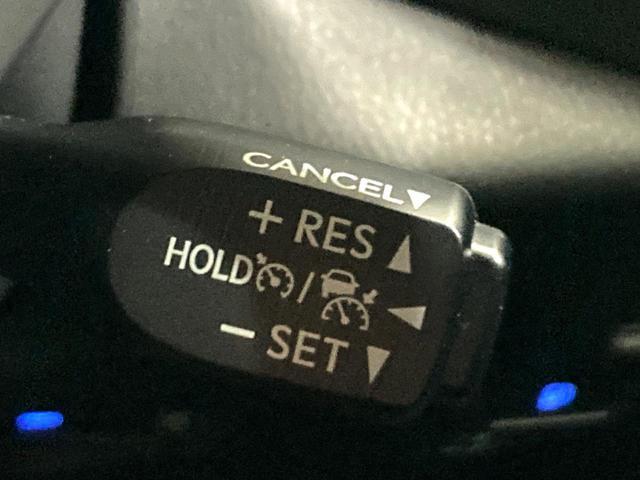 CANCEL▼
+ RES ▲
HOLD / ◀
− SET ▼